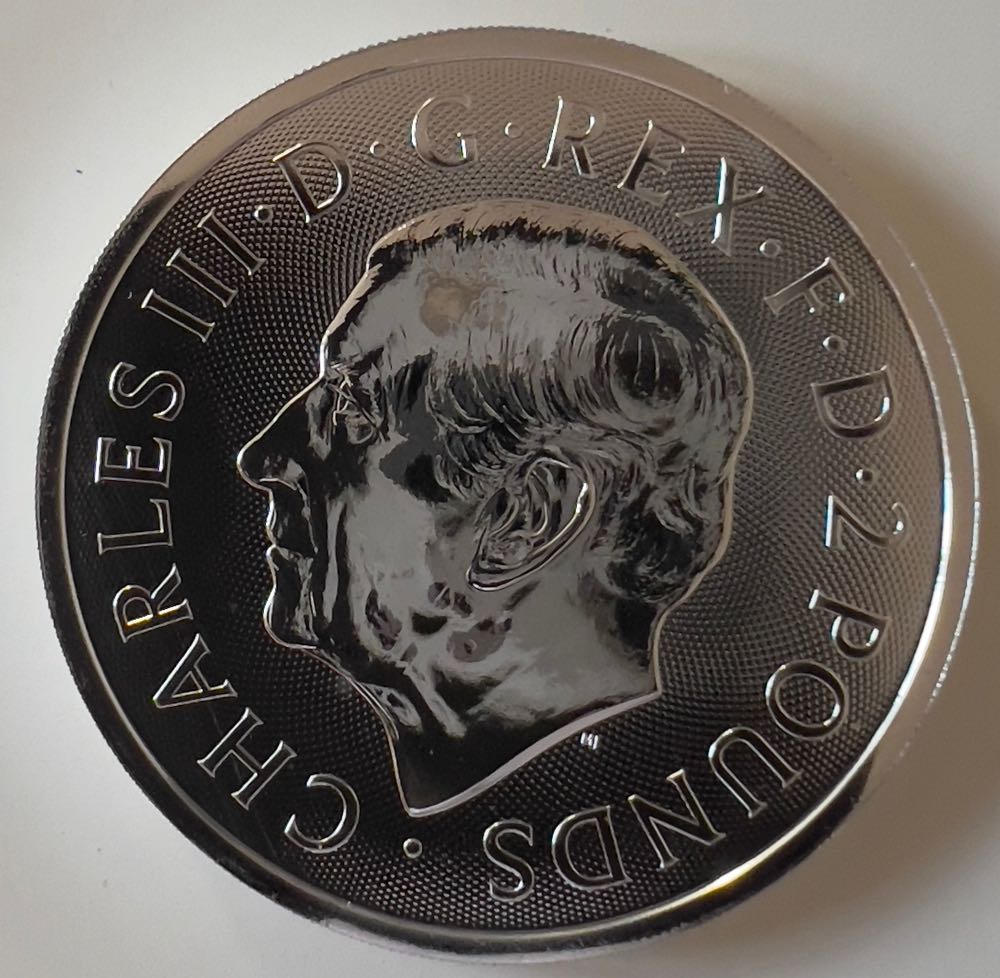 · CHARLES III · D · G · REX · F · D · 2 POUNDS